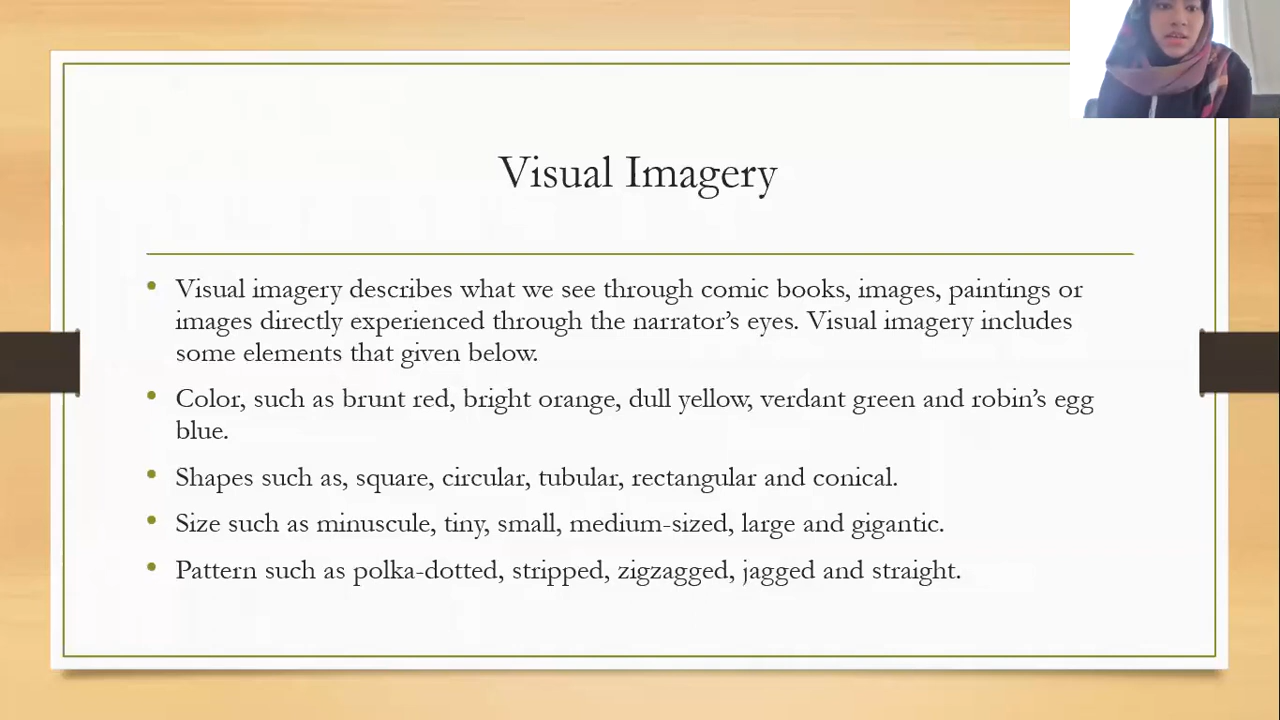 Visual Imagery
Visual imagery describes what we see through comic books, images, paintings or
images directly experienced through the narrator’s eyes. Visual imagery includes
some elements that given below.
Color, such as brunt red, bright orange, dull yellow, verdant green and robin’s egg
blue.
Shapes such as, square, circular, tubular, rectangular and conical.
Size such as minuscule, tiny, small, medium-sized, large and gigantic.
Pattern such as polka-dotted, stripped, zigzagged, jagged and straight.